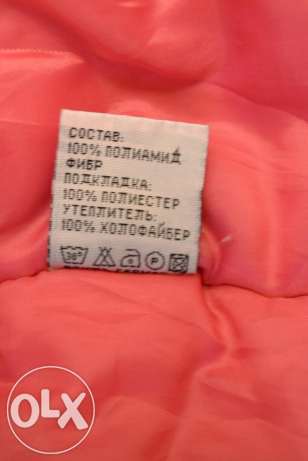 СОСТАВ:
100% ПОЛИАМИД
ФИБР
ПОДКЛАДКА:
100% ПОЛИЕСТЕР
УТЕПЛИТЕЛЬ:
100% ХОЛОФАЙБЕР
30°
P
OLX